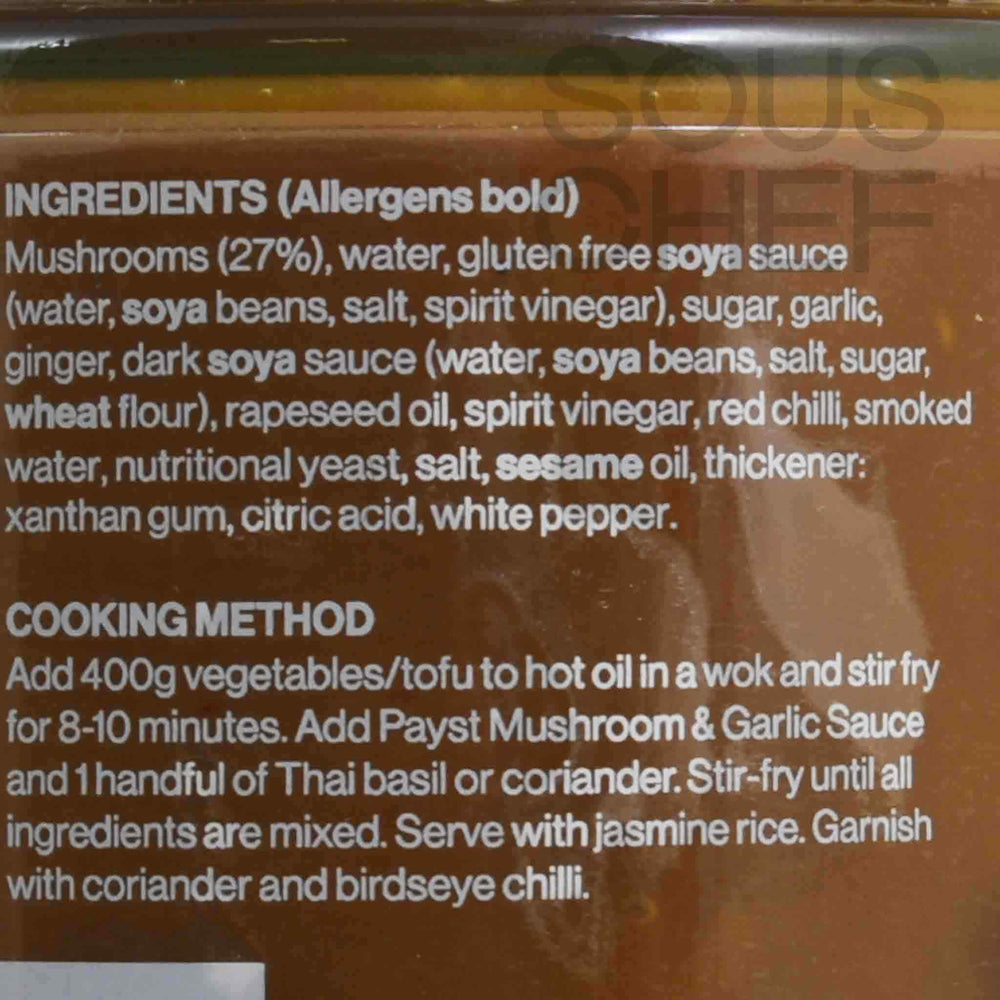 SOUS
CHEF
INGREDIENTS (Allergens bold)
Mushrooms (27%), water, gluten free soya sauce
(water, soya beans, salt, spirit vinegar), sugar, garlic,
ginger, dark soya sauce (water, soya beans, salt, sugar,
wheat flour), rapeseed oil, spirit vinegar, red chilli, smoked
water, nutritional yeast, salt, sesame oil, thickener:
xanthan gum, citric acid, white pepper.
COOKING METHOD
Add 400g vegetables/tofu to hot oil in a wok and stir fry
for 8-10 minutes. Add Payst Mushroom & Garlic Sauce
and 1 handful of Thai basil or coriander. Stir-fry until all
ingredients are mixed. Serve with jasmine rice. Garnish
with coriander and birdseye chilli.